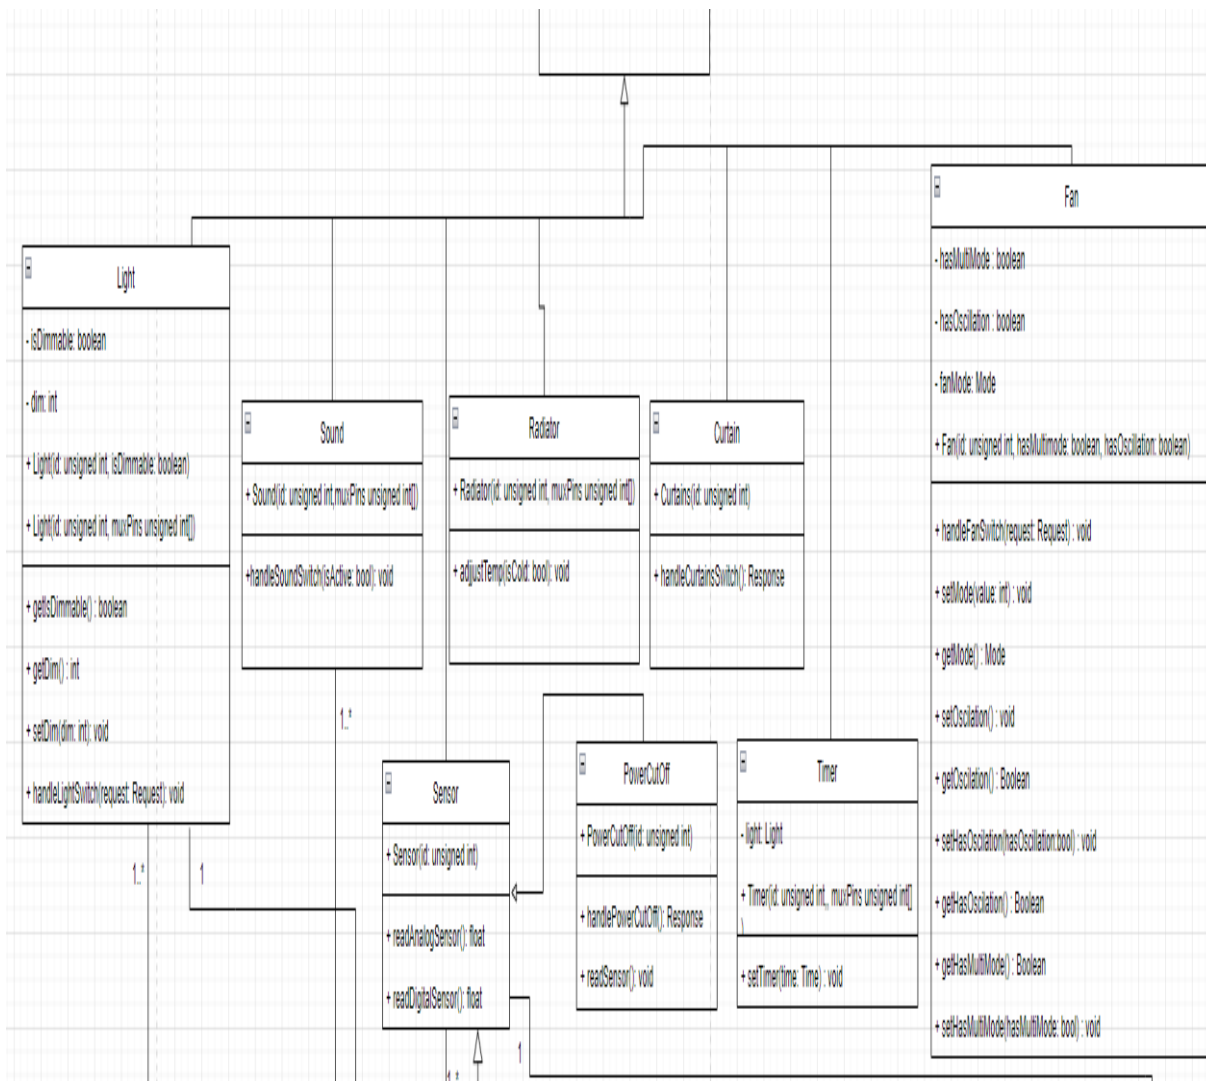 Light
- isDimmable: boolean
- dim: int
+ Light(id: unsigned int, isDimmable: boolean)
+ Light(id: unsigned int, muxPins unsigned int[])
+ getIsDimmable() : boolean
+ getDim() : int
+ setDim(dim: int): void
+ handleLightSwitch(request: Request): void
1..*
1
Sound
+ Sound(id: unsigned int,muxPins unsigned int[])
+handleSoundSwitch(isActive: bool): void
1..*
Radiator
+ Radiator(id: unsigned int, muxPins unsigned int[])
+ adjjustTemp(isCold: bool): void
Curtain
+ Curtains(id: unsigned int)
+ handleCurtainsSwitch(): Response
Fan
- hasMultiMode : boolean
- hasOscillation : boolean
- fanMode: Mode
+ Fan(id: unsigned int, hasMultimode: boolean, hasOscillation: boolean)
+ handleFanSwitch(request: Request) : void
+ setMode(value: int) : void
+ getMode() : Mode
+ setOscilation() : void
+ getOscilation() : Boolean
+ setHasOscilation(hasOscillation:bool) : void
+ getHasOscilation() : Boolean
+ getHasMultiMode() : Boolean
+ setHasMultiMode(hasMultiMode: bool) : void
Sensor
+ Sensor(id: unsigned int)
+ readAnalogSensor(): float
+ readDigitalSensor(): float
1..*
1
PowerCutOff
+ PowerCutOff(id: unsigned int)
+ handlePowerCutOff(): Response
+ readSensor(): void
Timer
- light: Light
+ Timer(id: unsigned int,, muxPins unsigned int[]
)
+ setTimer(time: Time) : void